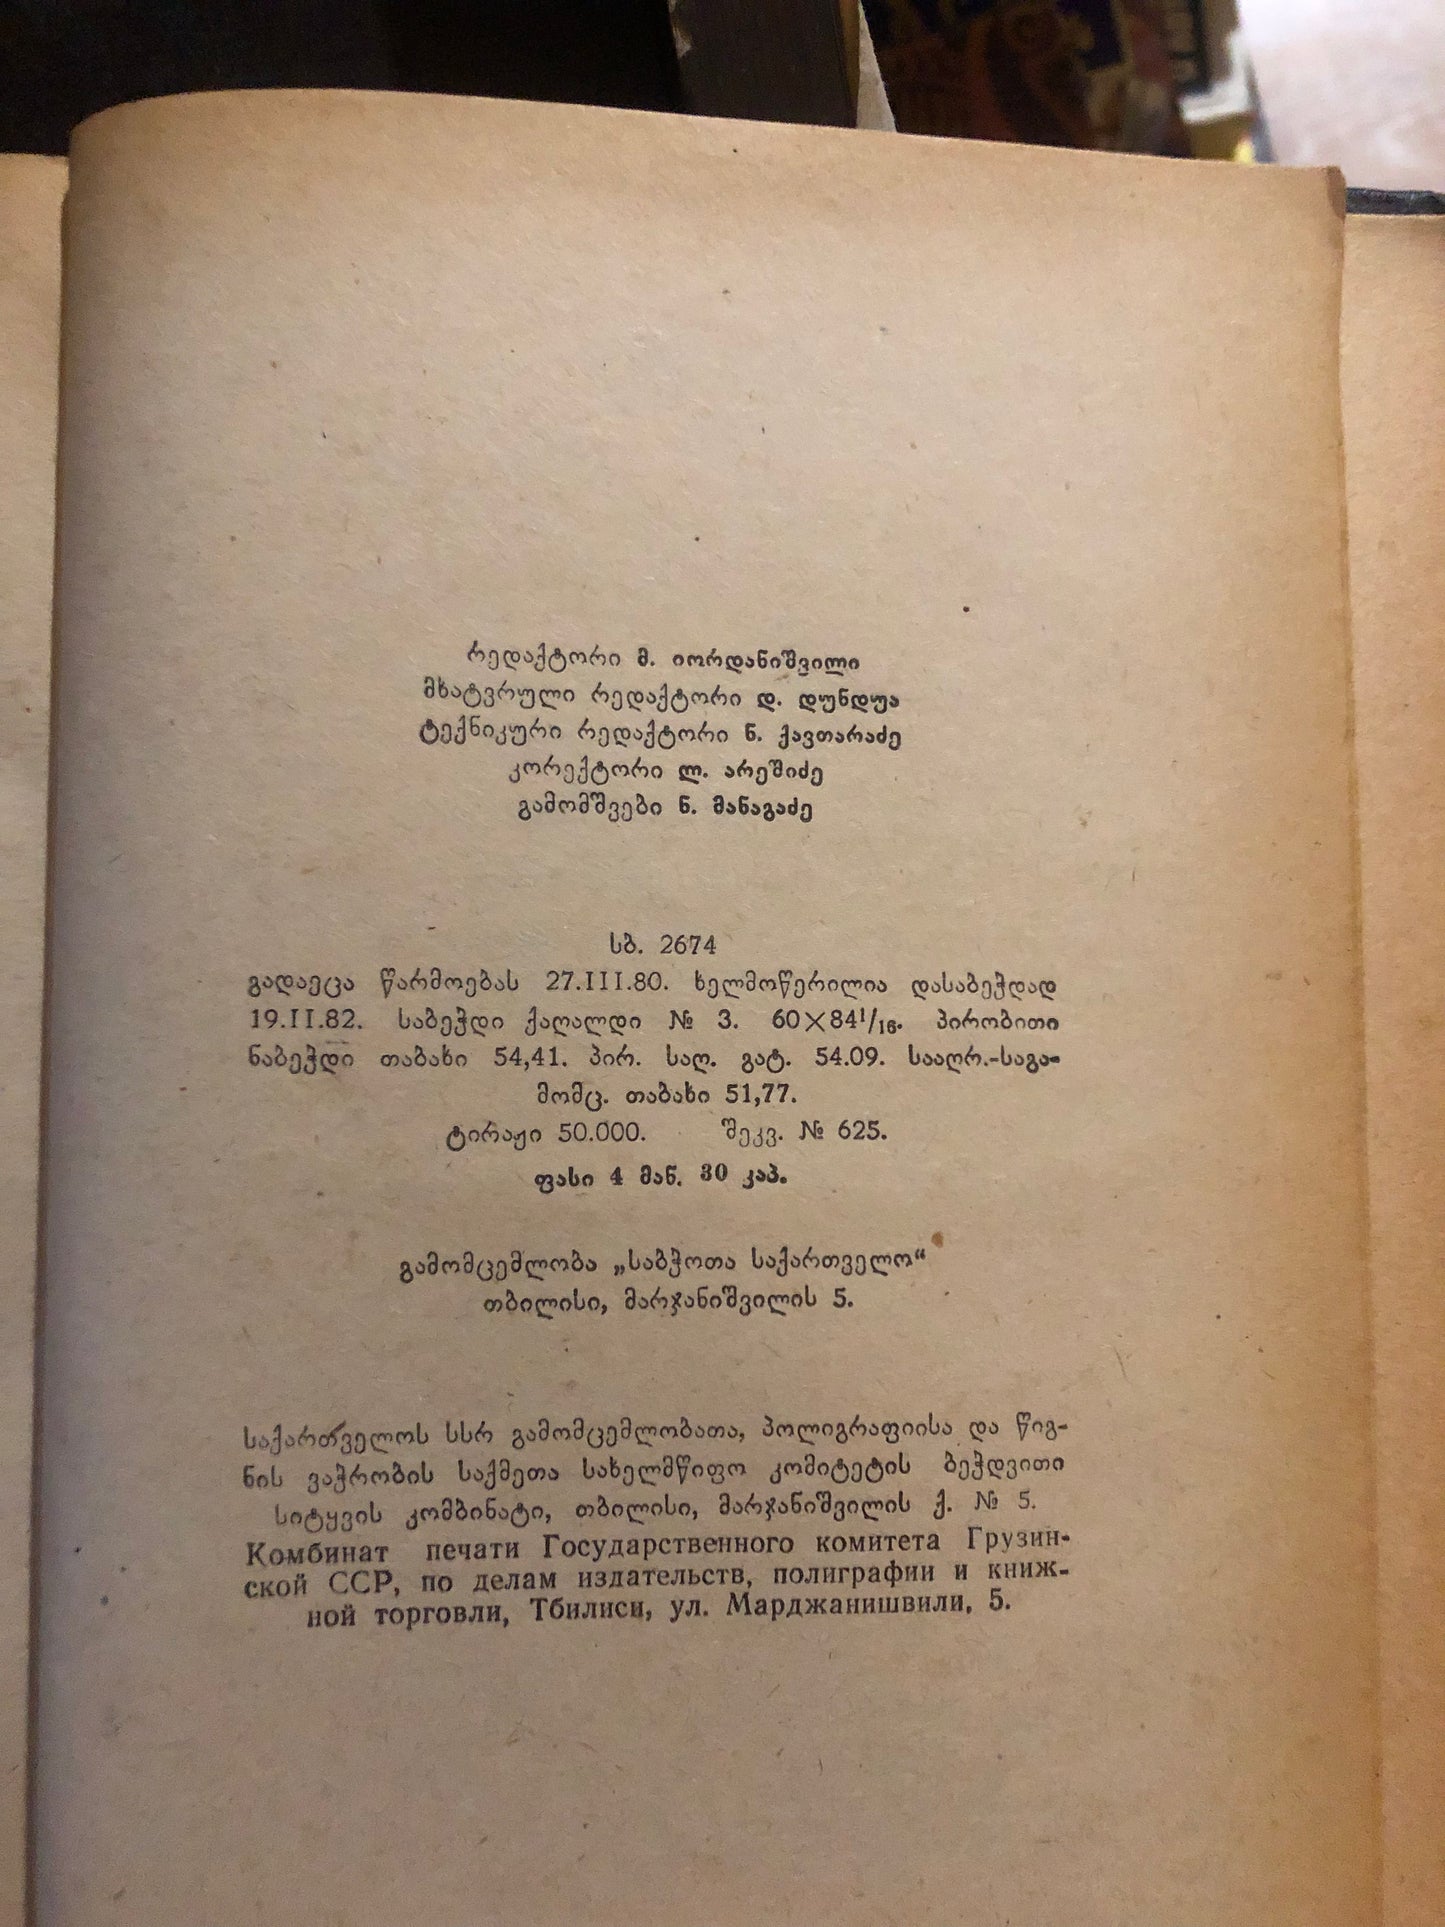 რედაქტორი მ. იორდანიშვილი
მხატვრული რედაქტორი დ. დუნდუა
ტექნიკური რედაქტორი ნ. ქავთარაძე
კორექტორი ლ. არეშიძე
გამომშვები ნ. მანაგაძე
სბ. 2674
გადაეცა წარმოებას 27.III.80. ხელმოწერილია დასაბეჭდად
19.II.82. საბეჭდი ქაღალდი № 3. 60×84¹/₁₆. პირობითი
ნაბეჭდი თაბახი 54,41. პირ. საღ. გატ. 54.09. სააღრ.-საგა-
მომც. თაბახი 51,77.
ტირაჟი 50.000. შეკვ. № 625.
ფასი 4 მან. 30 კაპ.
გამომცემლობა „საბჭოთა საქართველო“
თბილისი, მარჯანიშვილის 5.
საქართველოს სსრ გამომცემლობათა, პოლიგრაფიისა და წიგ-
ნის ვაჭრობის საქმეთა სახელმწიფო კომიტეტის ბეჭდვითი
სიტყვის კომბინატი, თბილისი, მარჯანიშვილის ქ. № 5.
Комбинат печати Государственного комитета Грузин-
ской ССР, по делам издательств, полиграфии и книж-
ной торговли, Тбилиси, ул. Марджанишвили, 5.